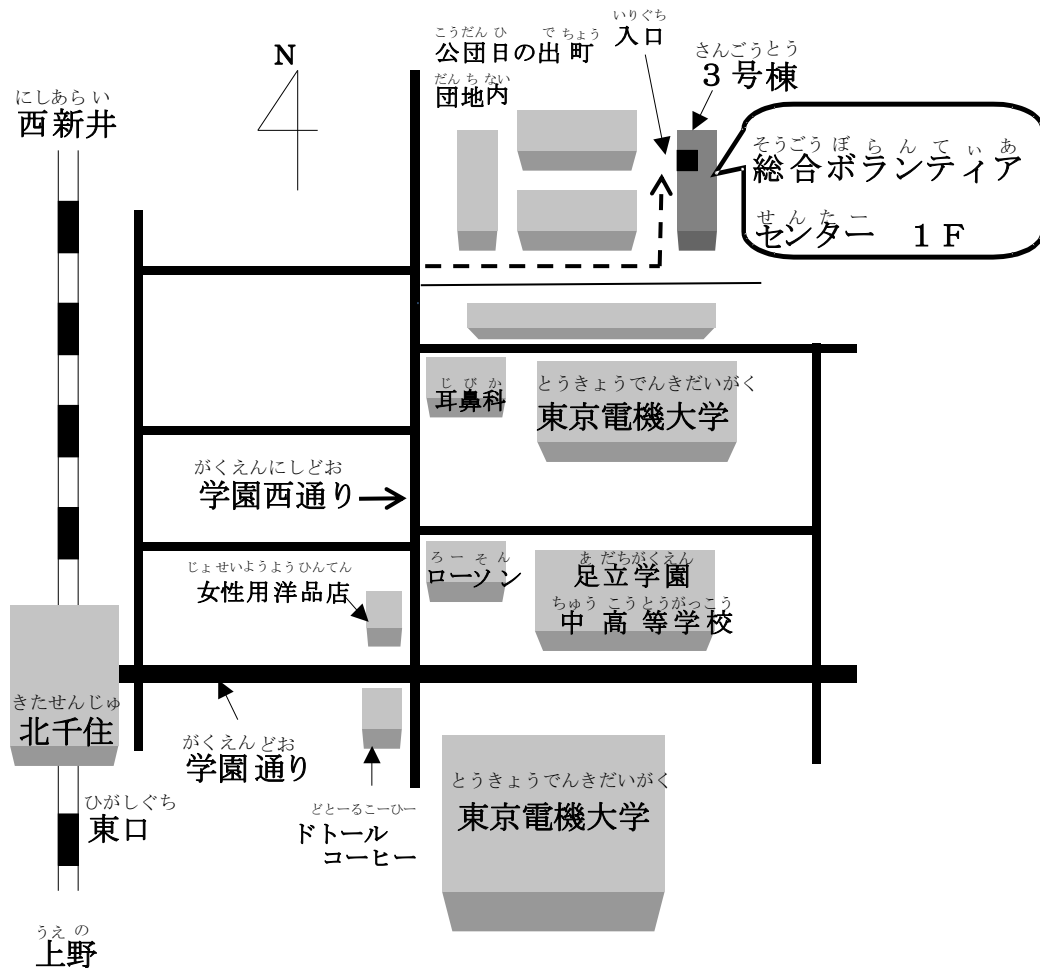 N
にしあらい
西新井
こうだんひ　でちょう
公団日の出町
だんちない
団地内
いりぐち
入口
さんごうとう
３号棟
そうごうぼらんてぃあ
総合ボランティア
せんたー
センター　１Ｆ
じびか
耳鼻科
とうきょうでんきだいがく
東京電機大学
がくえんにしどお
学園西通り
ろーそん
ローソン
あだちがくえん
足立学園
ちゅうこうとうがっこう
中高等学校
じょせいようようひんてん
女性用洋品店
きたせんじゅ
北千住
がくえんどお
学園通り
ひがしぐち
東口
どとーるこーひー
ドトール
コーヒー
とうきょうでんきだいがく
東京電機大学
うえの
上野